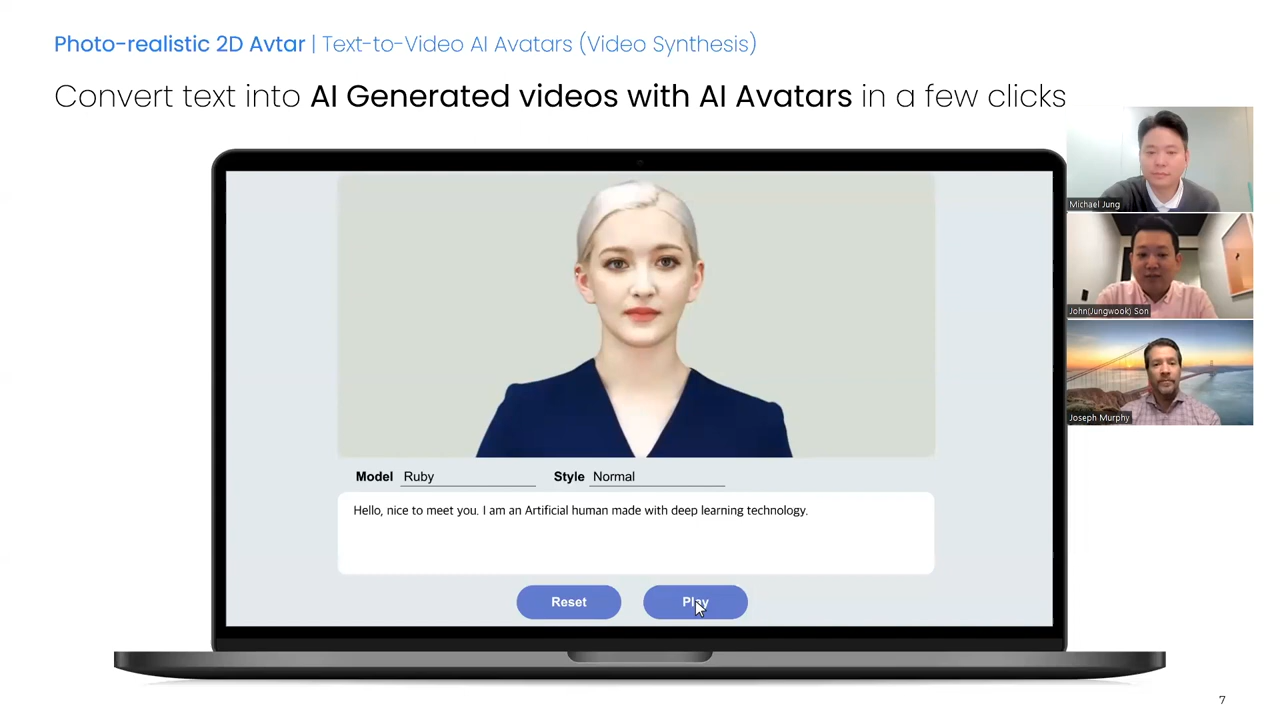 Photo-realistic 2D Avtar | Text-to-Video AI Avatars (Video Synthesis)
Convert text into AI Generated videos with AI Avatars in a few clicks
Michael Jung
John(Jungwook) Son
Joseph Murphy
Model Ruby Style Normal
Hello, nice to meet you. I am an Artificial human made with deep learning technology.
Reset Play
7